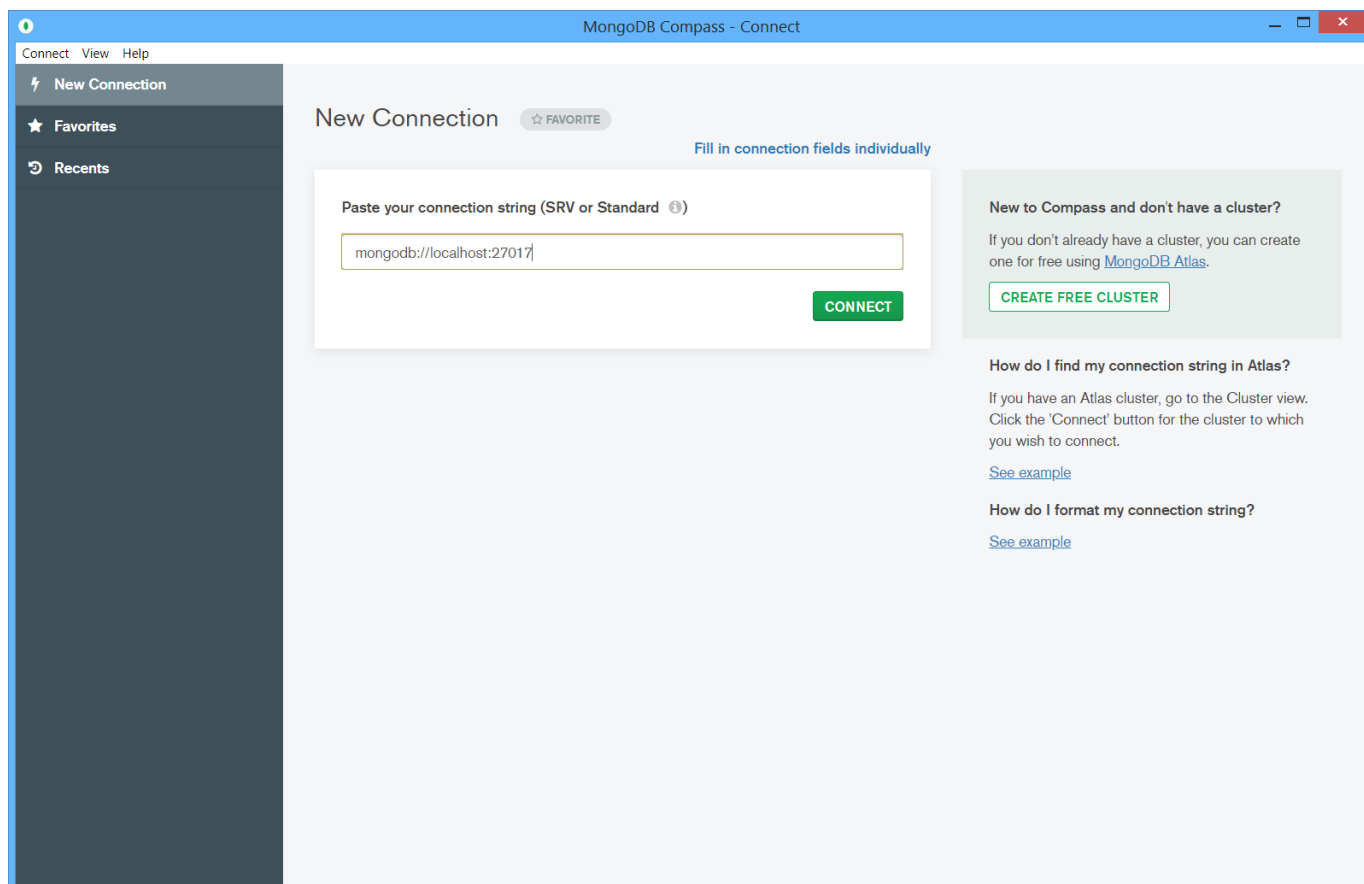 MongoDB Compass - Connect
Connect View Help
New Connection
Favorites
Recents
New Connection
FAVORITE
Fill in connection fields individually
Paste your connection string (SRV or Standard )
mongodb://localhost:27017
CONNECT
New to Compass and don't have a cluster?
If you don't already have a cluster, you can create
one for free using MongoDB Atlas.
CREATE FREE CLUSTER
How do I find my connection string in Atlas?
If you have an Atlas cluster, go to the Cluster view.
Click the 'Connect' button for the cluster to which
you wish to connect.
See example
How do I format my connection string?
See example